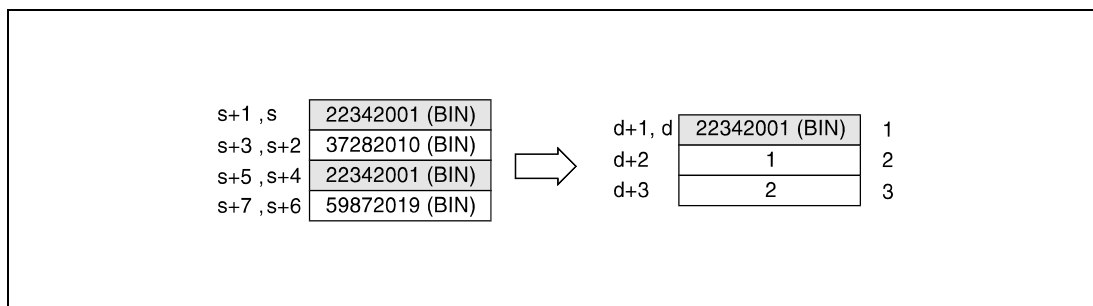 s+1 ,s 22342001 (BIN)
s+3 ,s+2 37282010 (BIN)
s+5 ,s+4 22342001 (BIN)
s+7 ,s+6 59872019 (BIN)
d+1, d 22342001 (BIN) 1
d+2 1 2
d+3 2 3